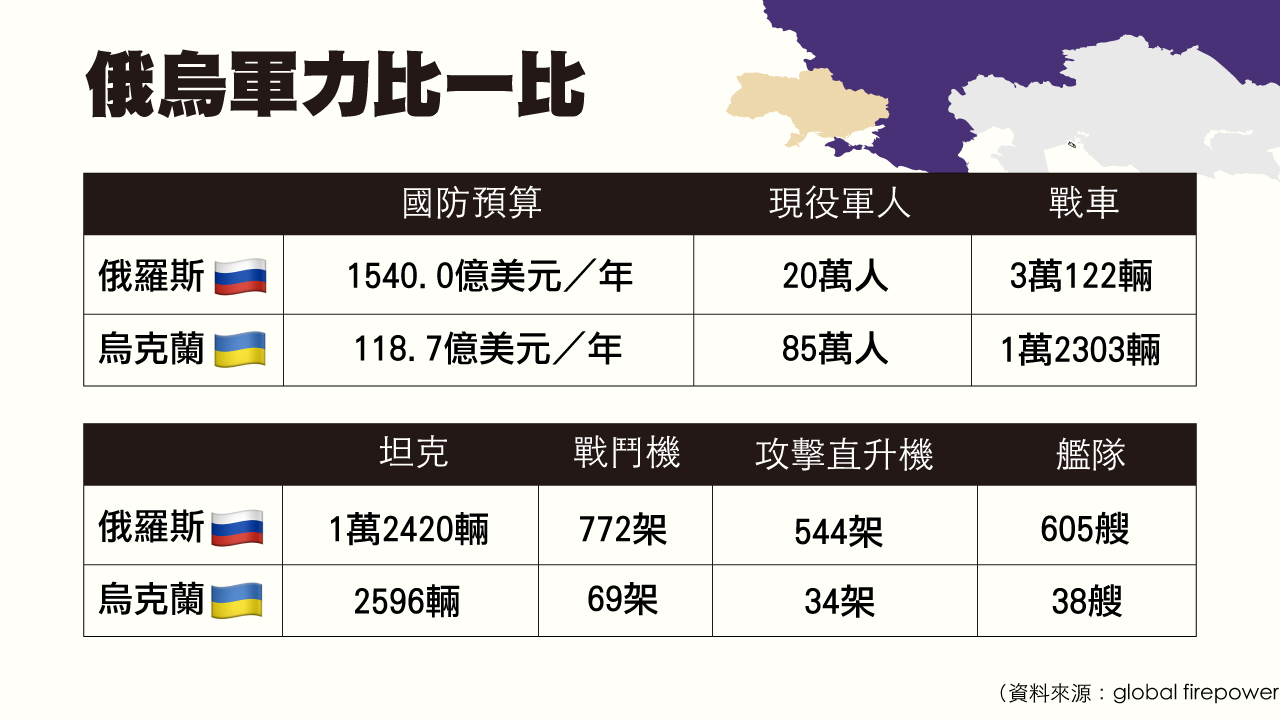 俄烏軍力比一比
國防預算 現役軍人 戰車
俄羅斯 1540.0億美元／年 20萬人 3萬122輛
烏克蘭 118.7億美元／年 85萬人 1萬2303輛
坦克 戰鬥機 攻擊直升機 艦隊
俄羅斯 1萬2420輛 772架 544架 605艘
烏克蘭 2596輛 69架 34架 38艘
（資料來源：global firepower